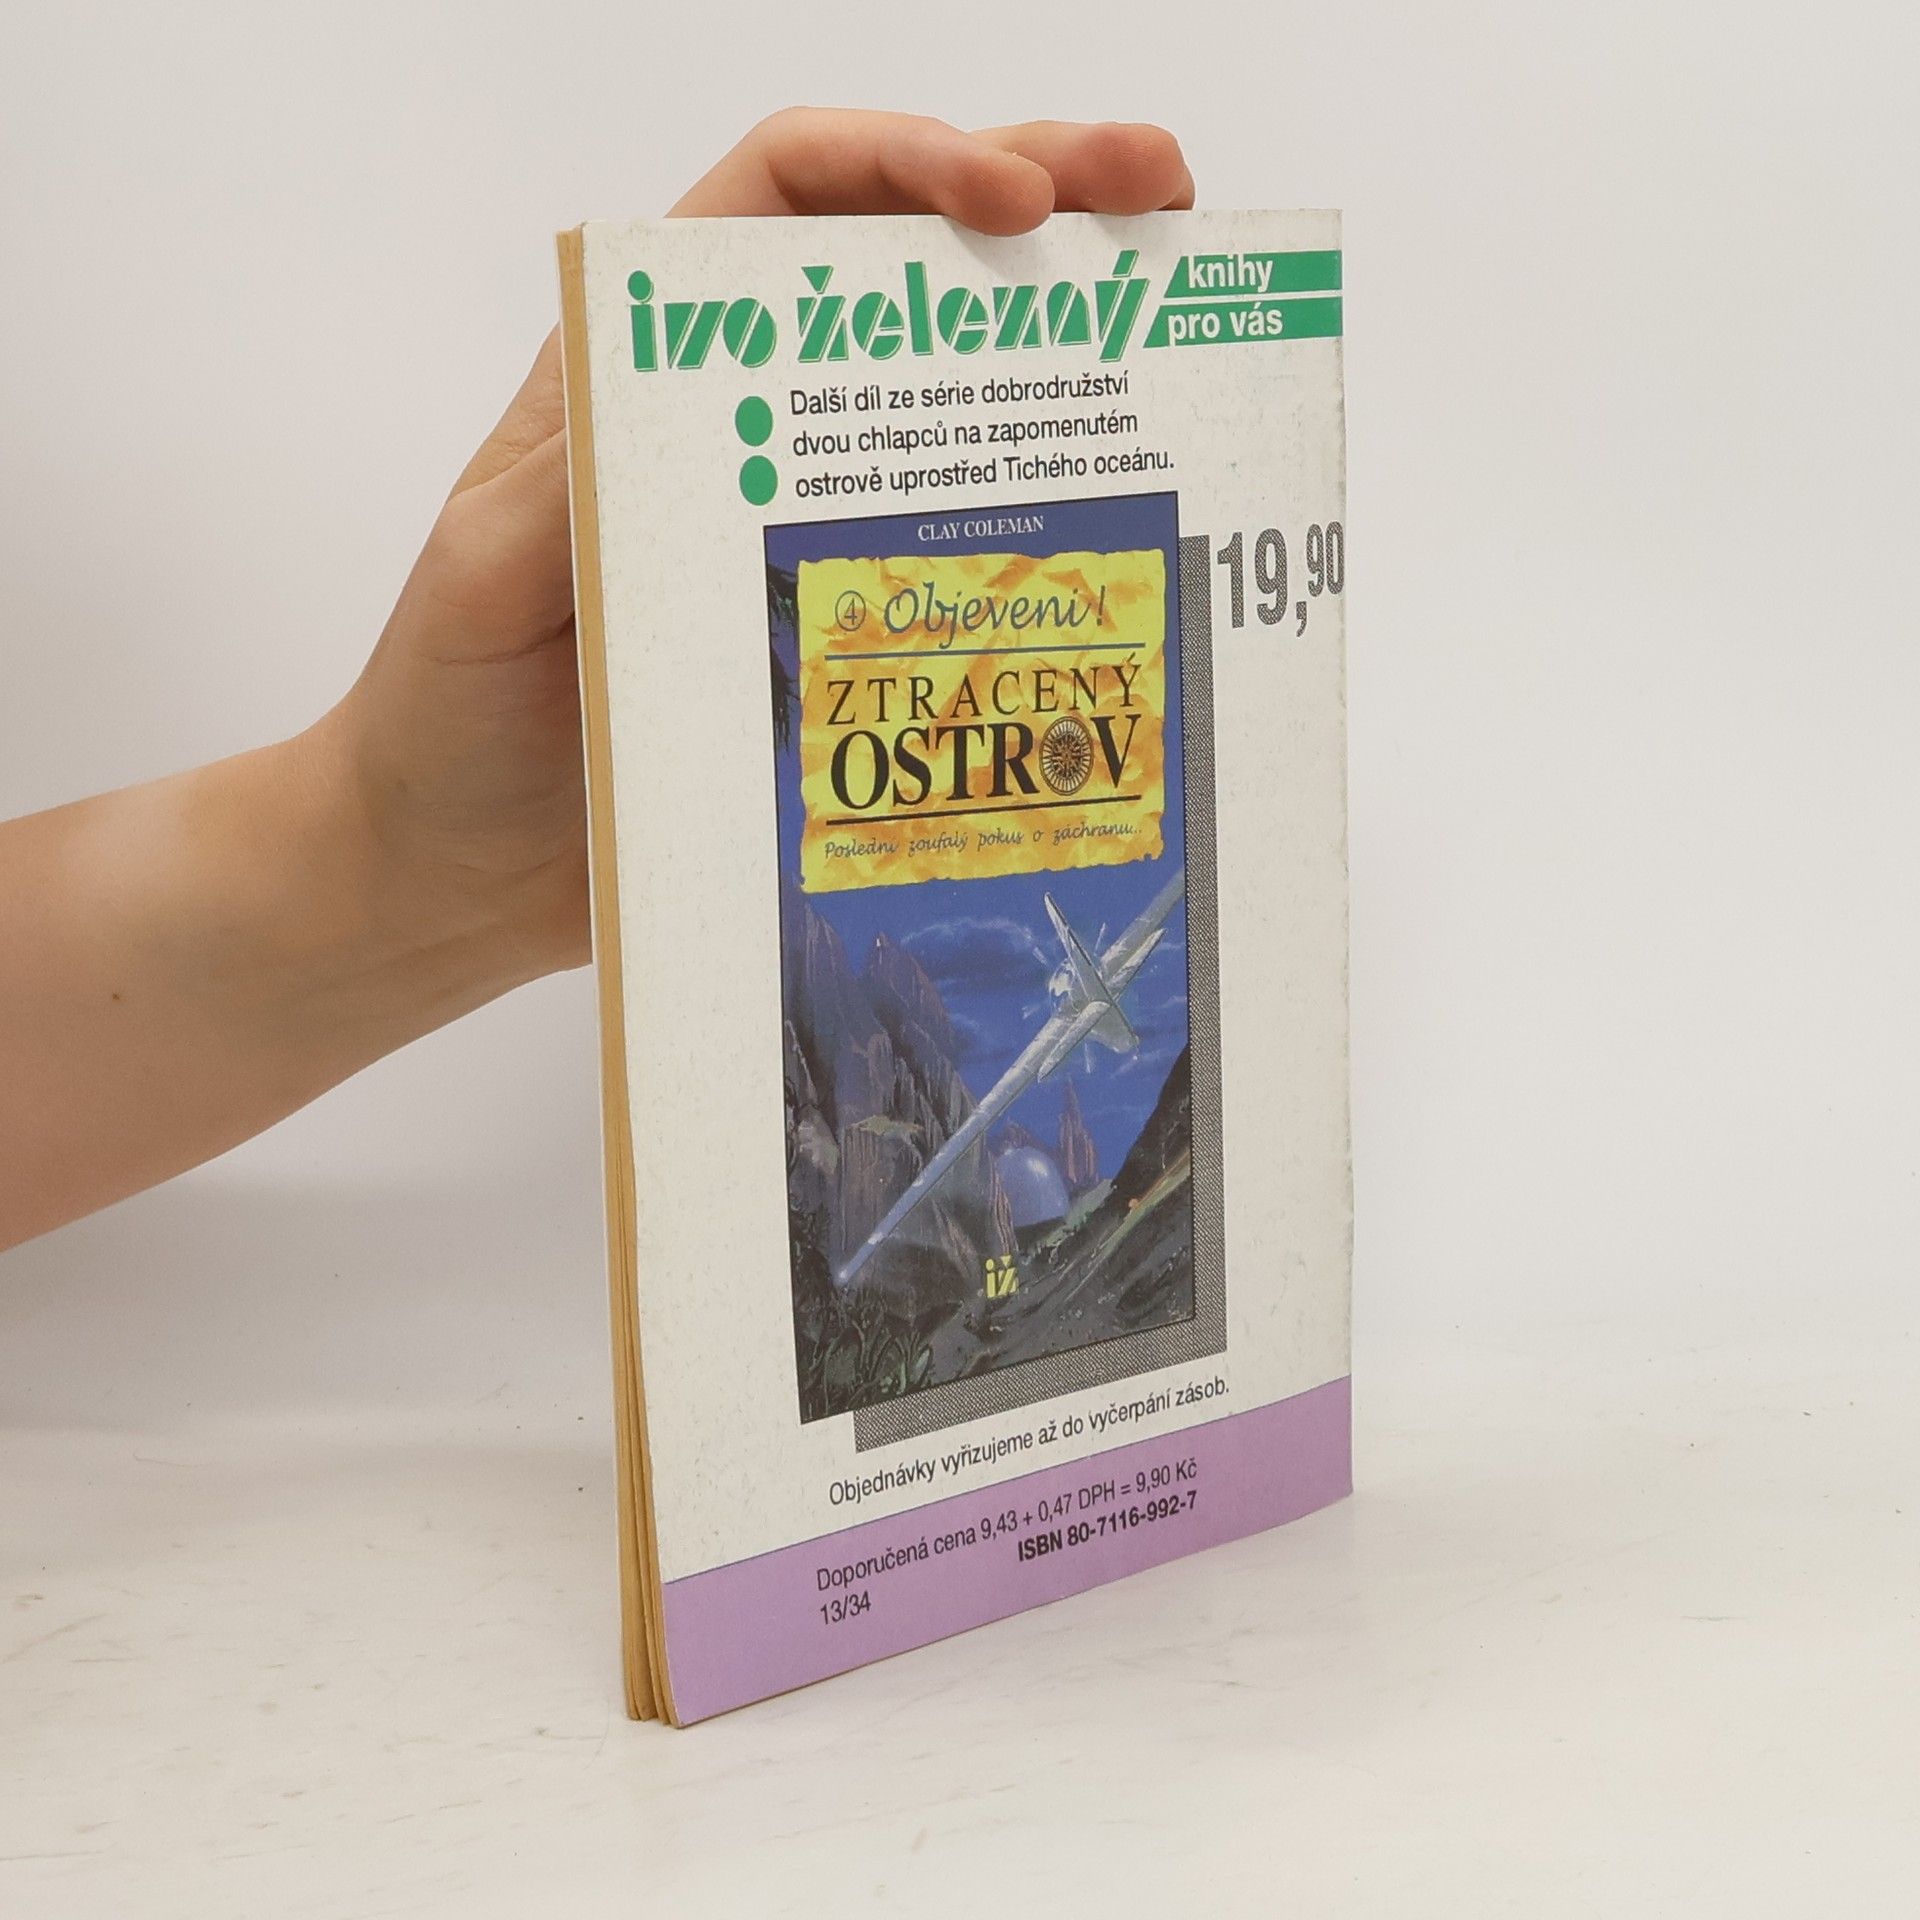 ivo železný
knihy
pro vás
Další díl ze série dobrodružství
dvou chlapců na zapomenutém
ostrově uprostřed Tichého oceánu.
CLAY COLEMAN
4 Objeveni!
ZTRACENÝ
OSTROV
Poslední zoufalý pokus o záchranu...
iž
19,90
Objednávky vyřizujeme až do vyčerpání zásob.
Doporučená cena 9,43 + 0,47 DPH = 9,90 Kč
ISBN 80-7116-992-7
13/34